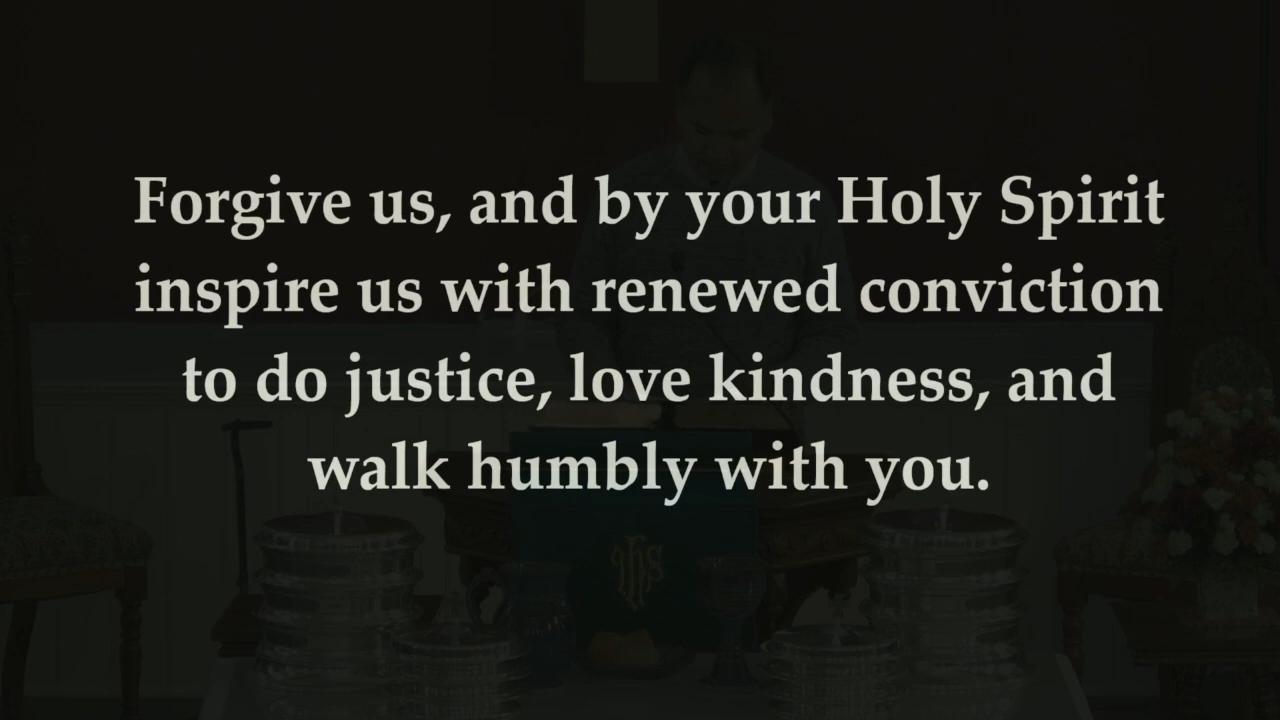 Forgive us, and by your Holy Spirit
inspire us with renewed conviction
to do justice, love kindness, and
walk humbly with you.
IHS